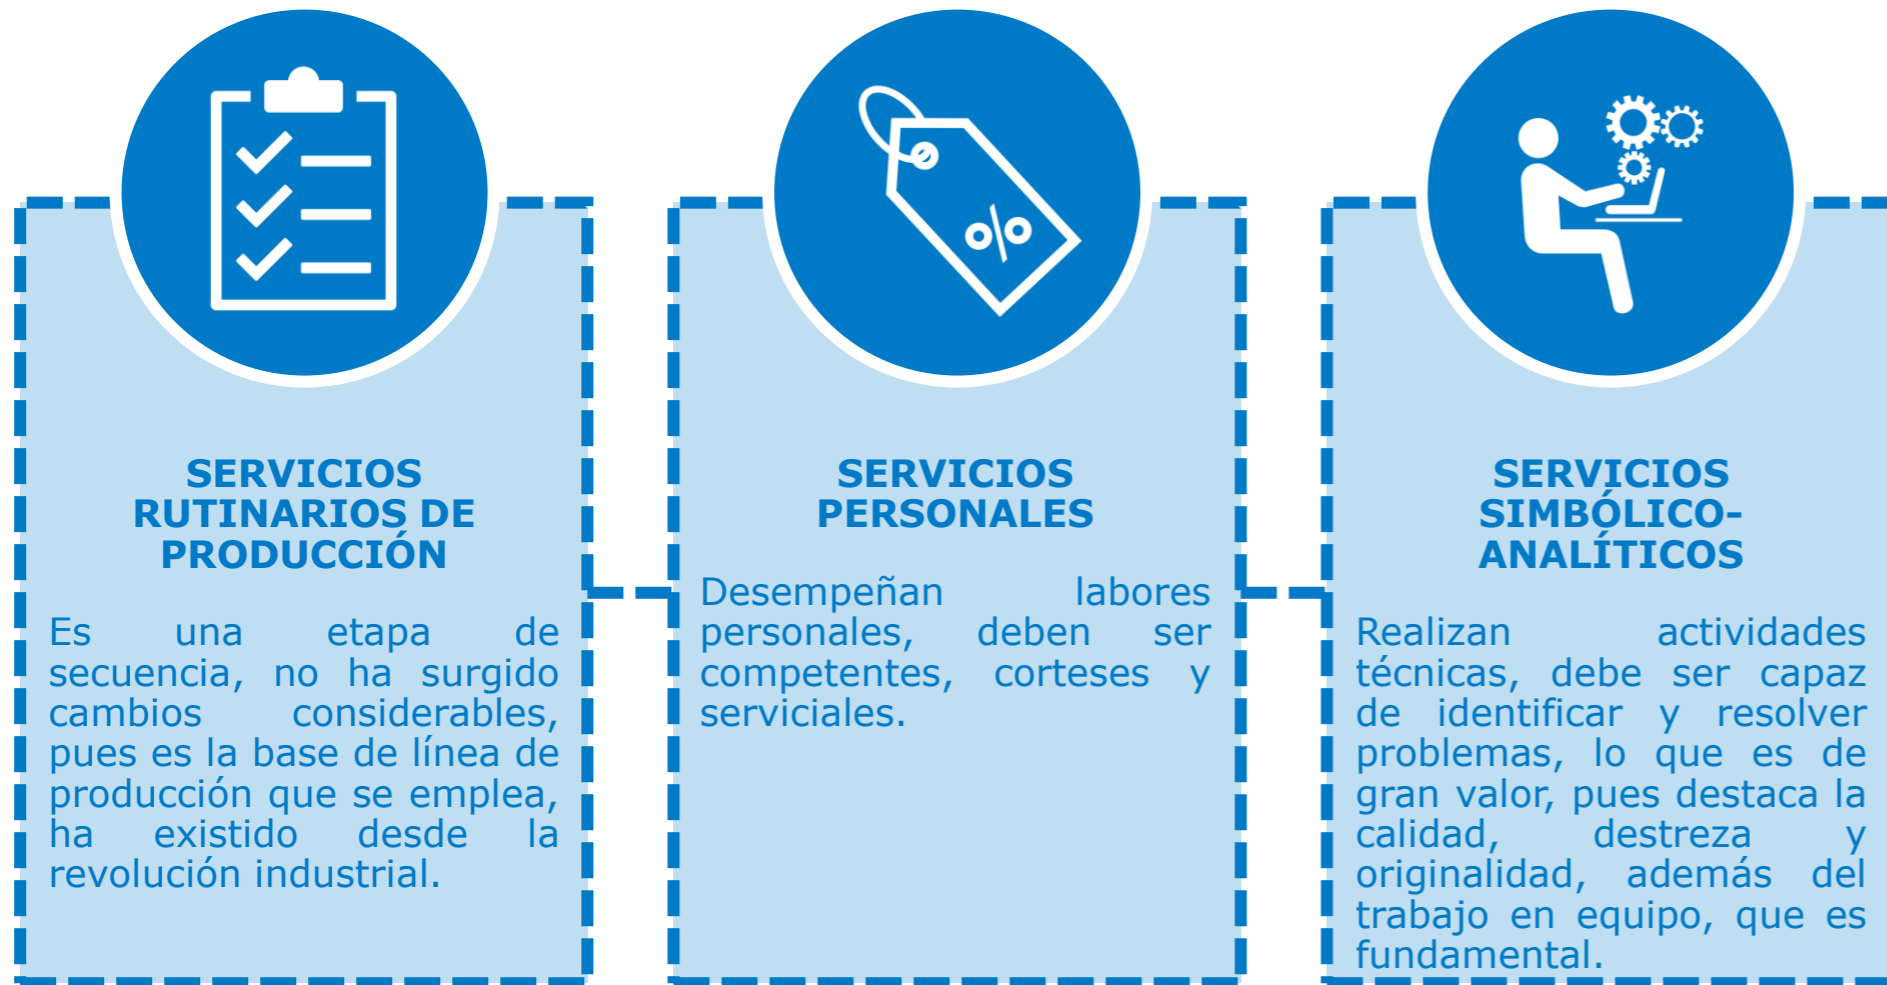 SERVICIOS
RUTINARIOS DE
PRODUCCIÓN
Es una etapa de
secuencia, no ha surgido
cambios considerables,
pues es la base de línea de
producción que se emplea,
ha existido desde la
revolución industrial.
SERVICIOS
PERSONALES
Desempeñan labores
personales, deben ser
competentes, corteses y
serviciales.
%
SERVICIOS
SIMBÓLICO-
ANALÍTICOS
Realizan actividades
técnicas, debe ser capaz
de identificar y resolver
problemas, lo que es de
gran valor, pues destaca la
calidad, destreza y
originalidad, además del
trabajo en equipo, que es
fundamental.